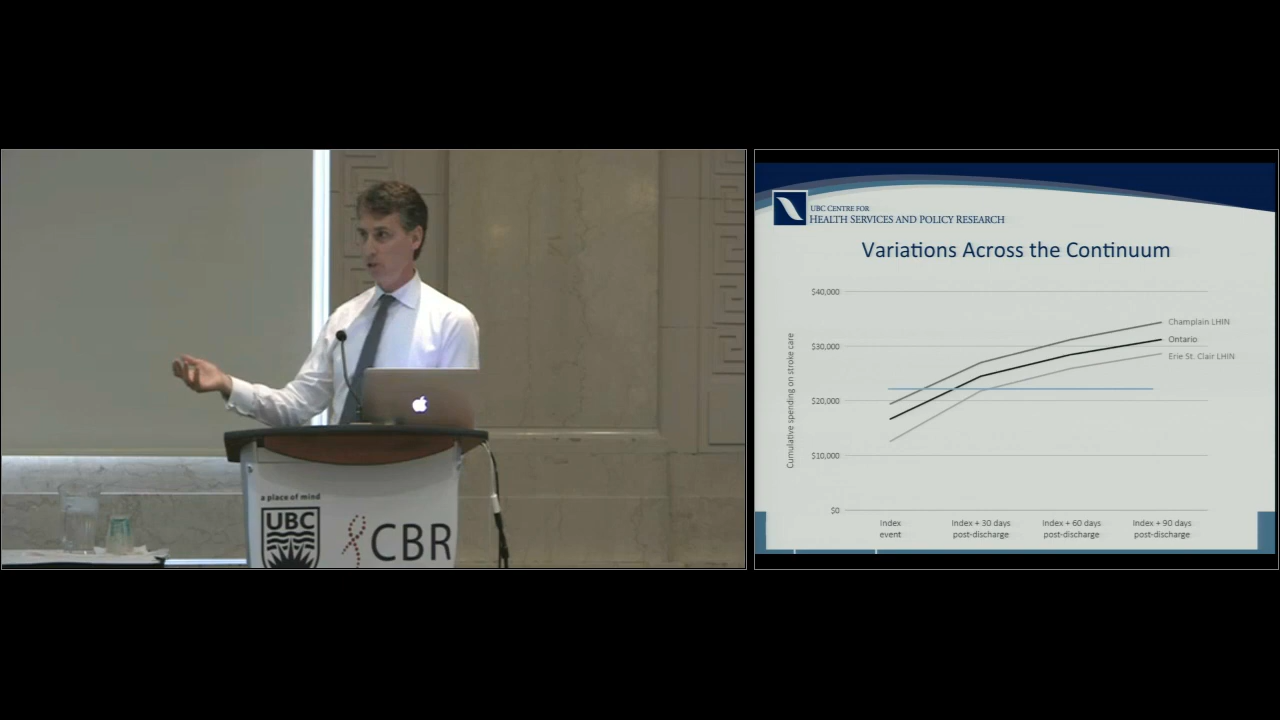 a place of mind
UBC
CBR
UBC CENTRE FOR
HEALTH SERVICES AND POLICY RESEARCH
Variations Across the Continuum
Cumulative spending on stroke care
$40,000
$30,000
$20,000
$10,000
$0
Champlain LHIN
Ontario
Erie St. Clair LHIN
Index
event
Index + 30 days
post-discharge
Index + 60 days
post-discharge
Index + 90 days
post-discharge